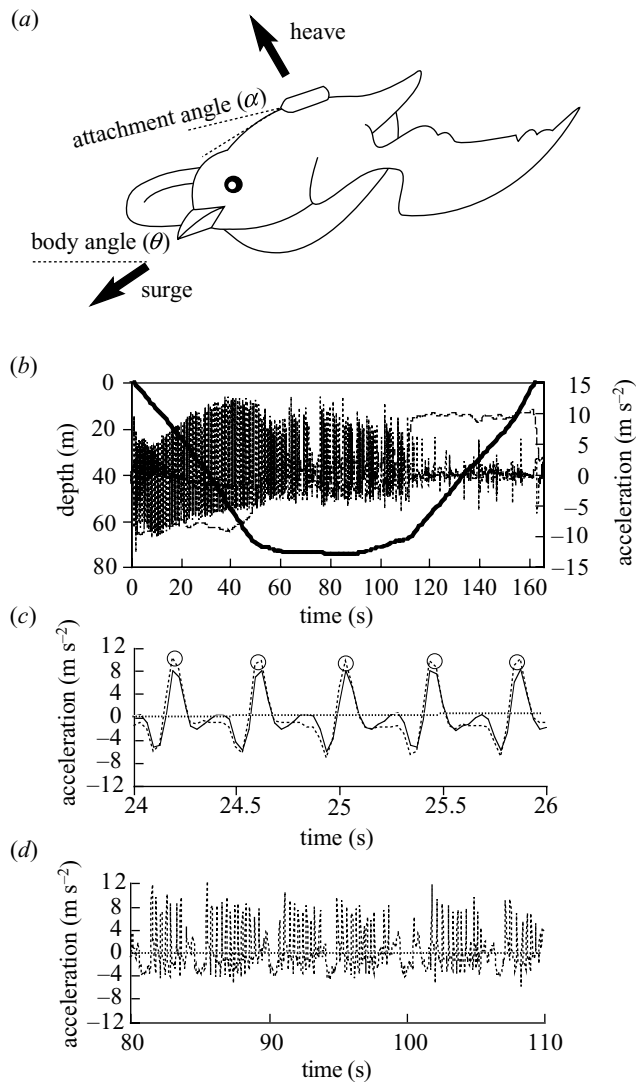 (a)
heave
attachment angle (α)
body angle (θ)
surge
(b)
0
20
40
60
80
depth (m)
15
10
5
0
−5
−10
−15
acceleration (m s⁻²)
0 20 40 60 80 100 120 140 160
time (s)
(c)
12
8
4
0
−4
−8
−12
acceleration (m s⁻²)
24 24.5 25 25.5 26
time (s)
(d)
12
8
4
0
−4
−8
−12
acceleration (m s⁻²)
80 90 100 110
time (s)